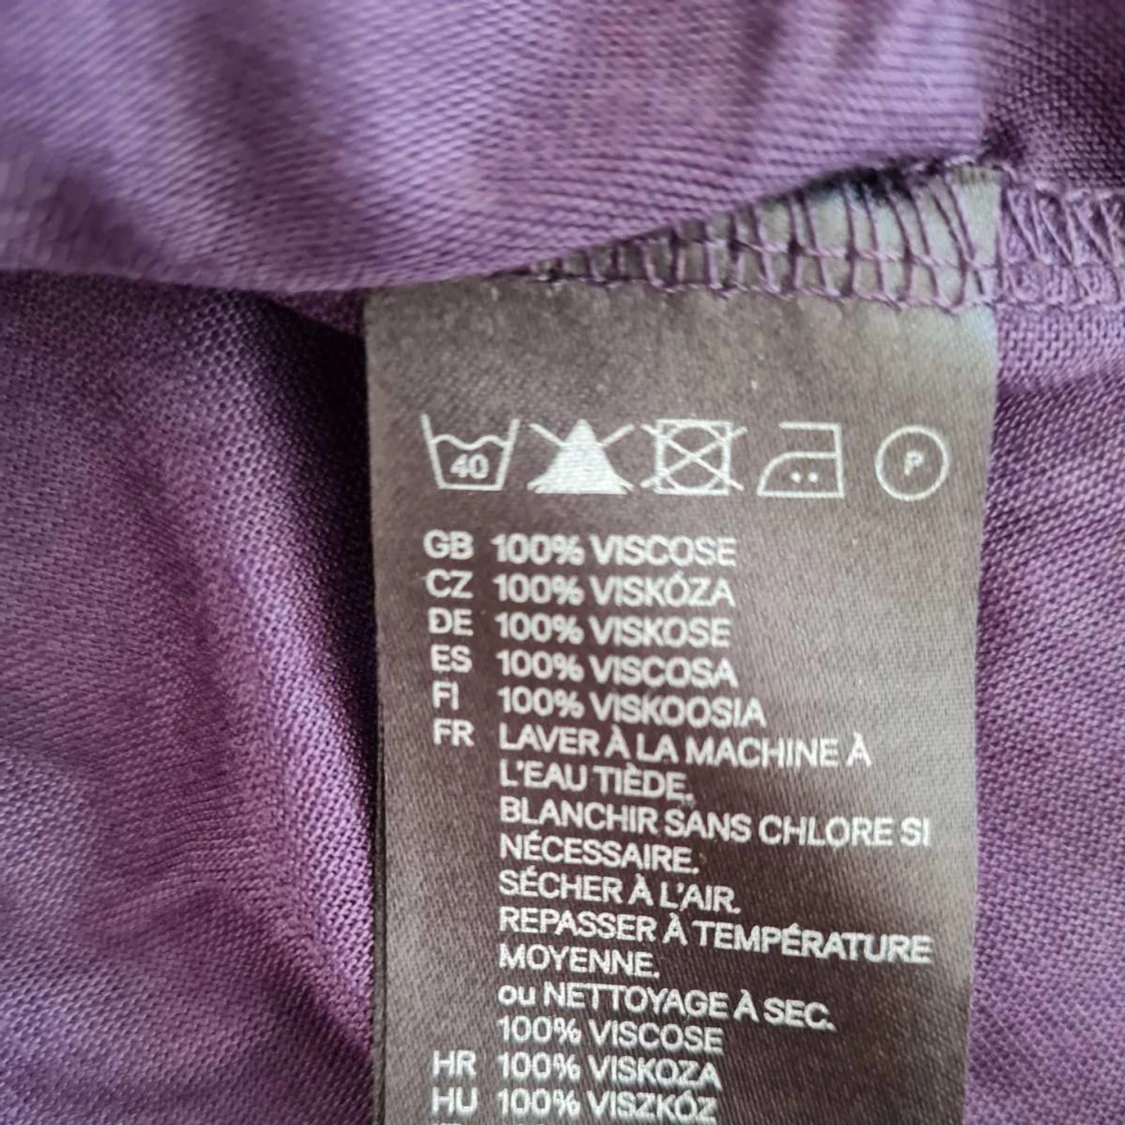 40 P
GB 100% VISCOSE
CZ 100% VISKÓZA
DE 100% VISKOSE
ES 100% VISCOSA
FI 100% VISKOOSIA
FR LAVER À LA MACHINE À
L'EAU TIÈDE.
BLANCHIR SANS CHLORE SI
NÉCESSAIRE.
SÉCHER À L'AIR.
REPASSER À TEMPÉRATURE
MOYENNE.
ou NETTOYAGE À SEC.
100% VISCOSE
HR 100% VISKOZA
HU 100% VISZKÓZ